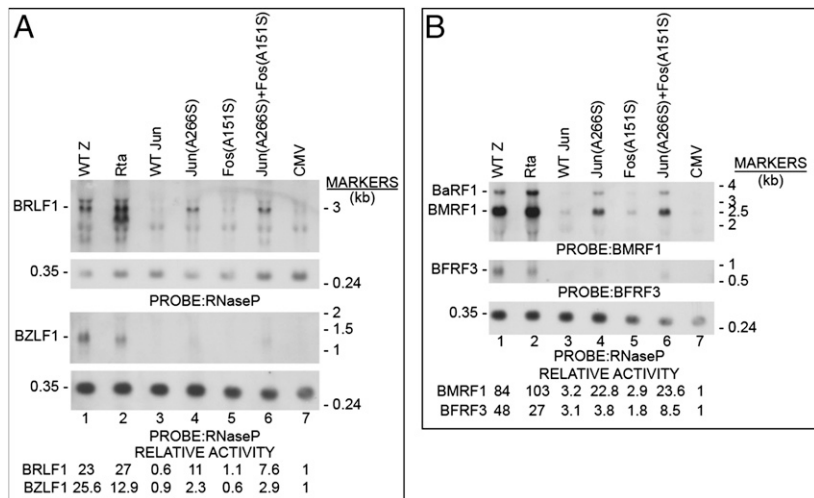 A
WT Z
Rta
WT Jun
Jun(A266S)
Fos(A151S)
Jun(A266S)+Fos(A151S)
CMV
MARKERS
(kb)
BRLF1 -
- 3
0.35 -
- 0.24
PROBE:RNaseP
BZLF1 -
- 2
- 1.5
- 1
0.35 -
- 0.24
1 2 3 4 5 6 7
PROBE:RNaseP
RELATIVE ACTIVITY
BRLF1 23 27 0.6 11 1.1 7.6 1
BZLF1 25.6 12.9 0.9 2.3 0.6 2.9 1
B
WT Z
Rta
WT Jun
Jun(A266S)
Fos(A151S)
Jun(A266S)+Fos(A151S)
CMV
MARKERS
(kb)
BaRF1 -
BMRF1 -
- 4
- 3
- 2.5
- 2
PROBE:BMRF1
BFRF3 -
- 1
- 0.5
PROBE:BFRF3
0.35 -
- 0.24
1 2 3 4 5 6 7
PROBE:RNaseP
RELATIVE ACTIVITY
BMRF1 84 103 3.2 22.8 2.9 23.6 1
BFRF3 48 27 3.1 3.8 1.8 8.5 1